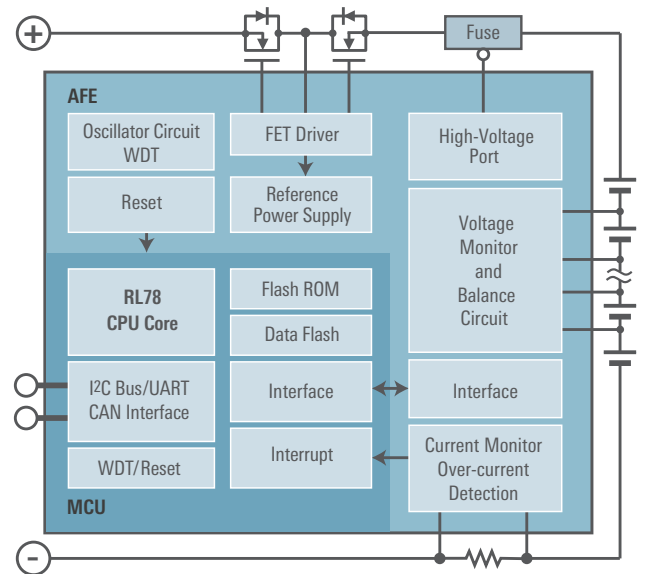 +
Fuse
AFE
Oscillator Circuit
WDT
FET Driver
High-Voltage
Port
Reset
Reference
Power Supply
Voltage
Monitor
and
Balance
Circuit
RL78
CPU Core
Flash ROM
Data Flash
I2C Bus/UART
CAN Interface
Interface
Interface
WDT/Reset
Interrupt
Current Monitor
Over-current
Detection
MCU
-